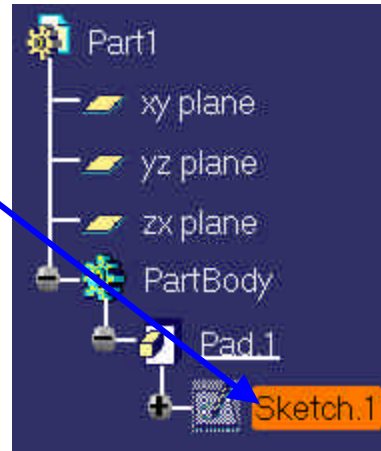 Part1
xy plane
yz plane
zx plane
PartBody
Pad.1
Sketch.1